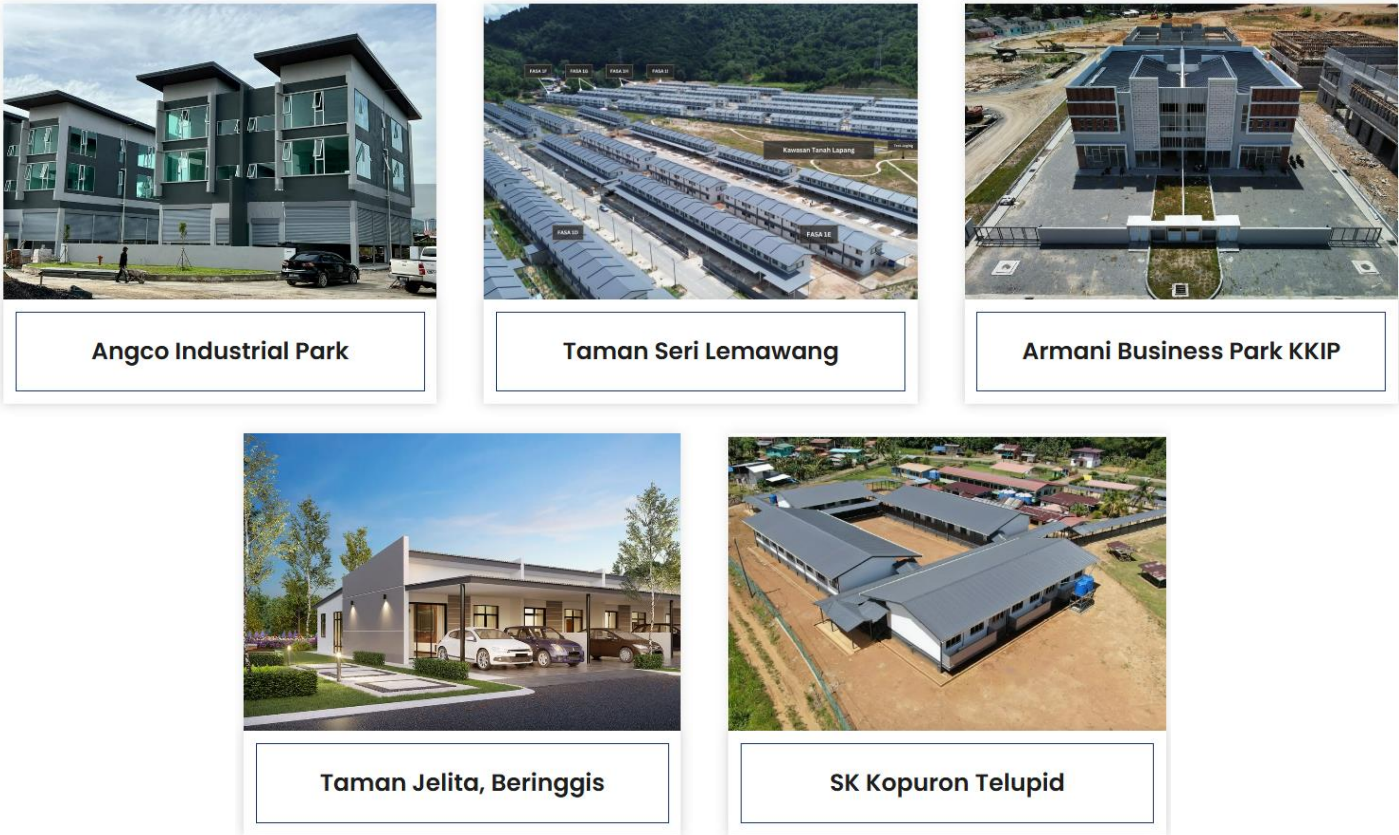 FASA 1F
FASA 1G
FASA 1H
FASA 1I
Kawasan Tanah Lapang
FASA 1D
FASA 1E
Angco Industrial Park
Taman Seri Lemawang
Armani Business Park KKIP
Taman Jelita, Beringgis
SK Kopuron Telupid